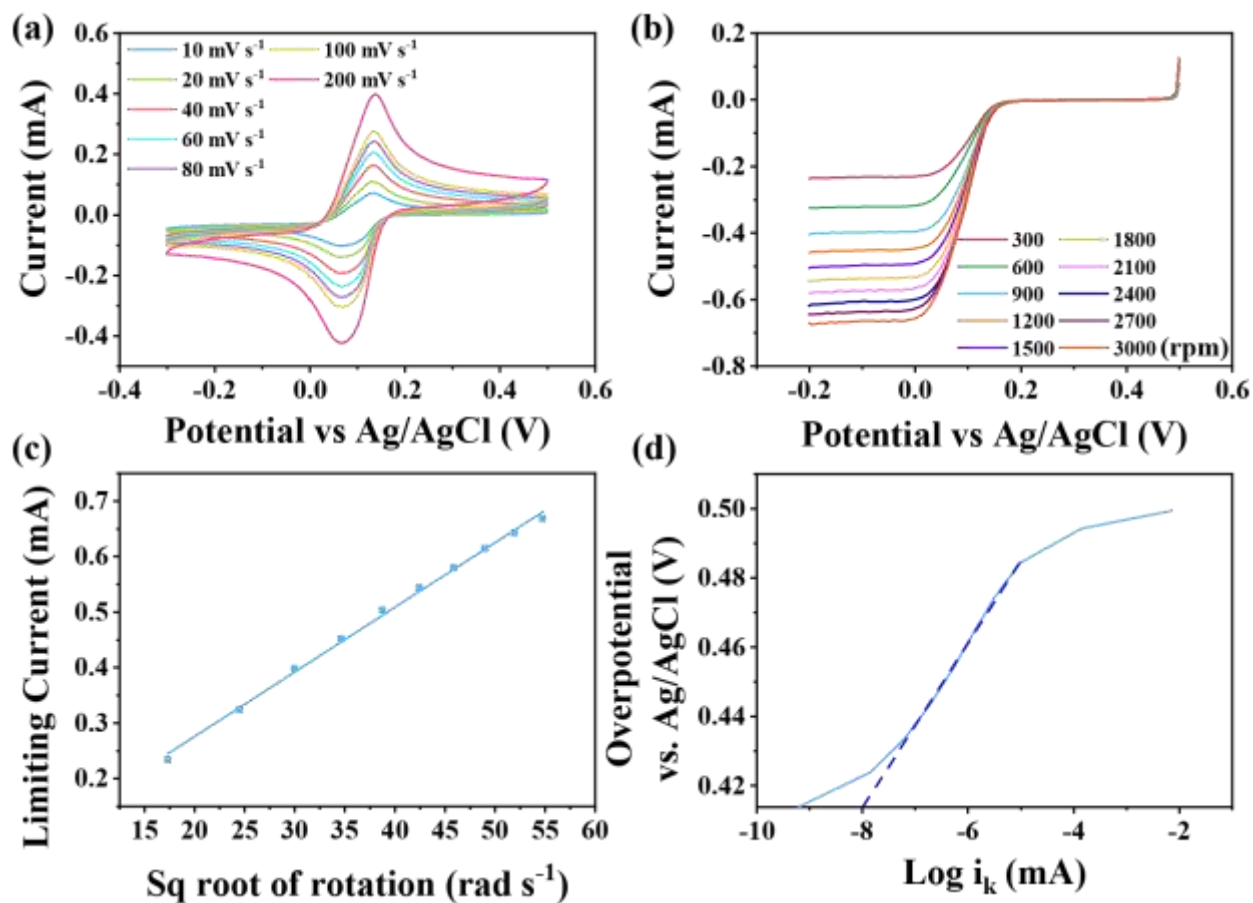 (a)
0.6
0.4
0.2
0.0
-0.2
-0.4
Current (mA)
10 mV s⁻¹
20 mV s⁻¹
40 mV s⁻¹
60 mV s⁻¹
80 mV s⁻¹
100 mV s⁻¹
200 mV s⁻¹
-0.4 -0.2 0.0 0.2 0.4 0.6
Potential vs Ag/AgCl (V)
(b)
0.2
0.0
-0.2
-0.4
-0.6
-0.8
Current (mA)
300
600
900
1200
1500
1800
2100
2400
2700
3000 (rpm)
-0.2 0.0 0.2 0.4 0.6
Potential vs Ag/AgCl (V)
(c)
0.7
0.6
0.5
0.4
0.3
0.2
Limiting Current (mA)
15 20 25 30 35 40 45 50 55 60
Sq root of rotation (rad s⁻¹)
(d)
0.50
0.48
0.46
0.44
0.42
Overpotential
vs. Ag/AgCl (V)
-10 -8 -6 -4 -2
Log iₖ (mA)